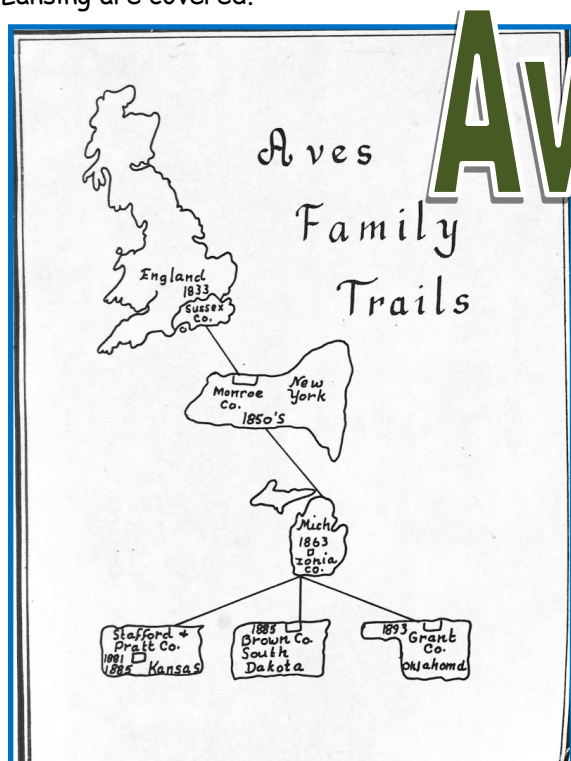 Lansing are covered.
Av
Aves
Family
Trails
England
1833
Sussex
Co.
Monroe
Co.
New
York
1850's
Mich
1863
Ionia
Co.
Stafford &
Pratt Co.
1881
1885 Kansas
1885
Brown Co.
South
Dakota
1893
Grant
Co.
Oklahoma